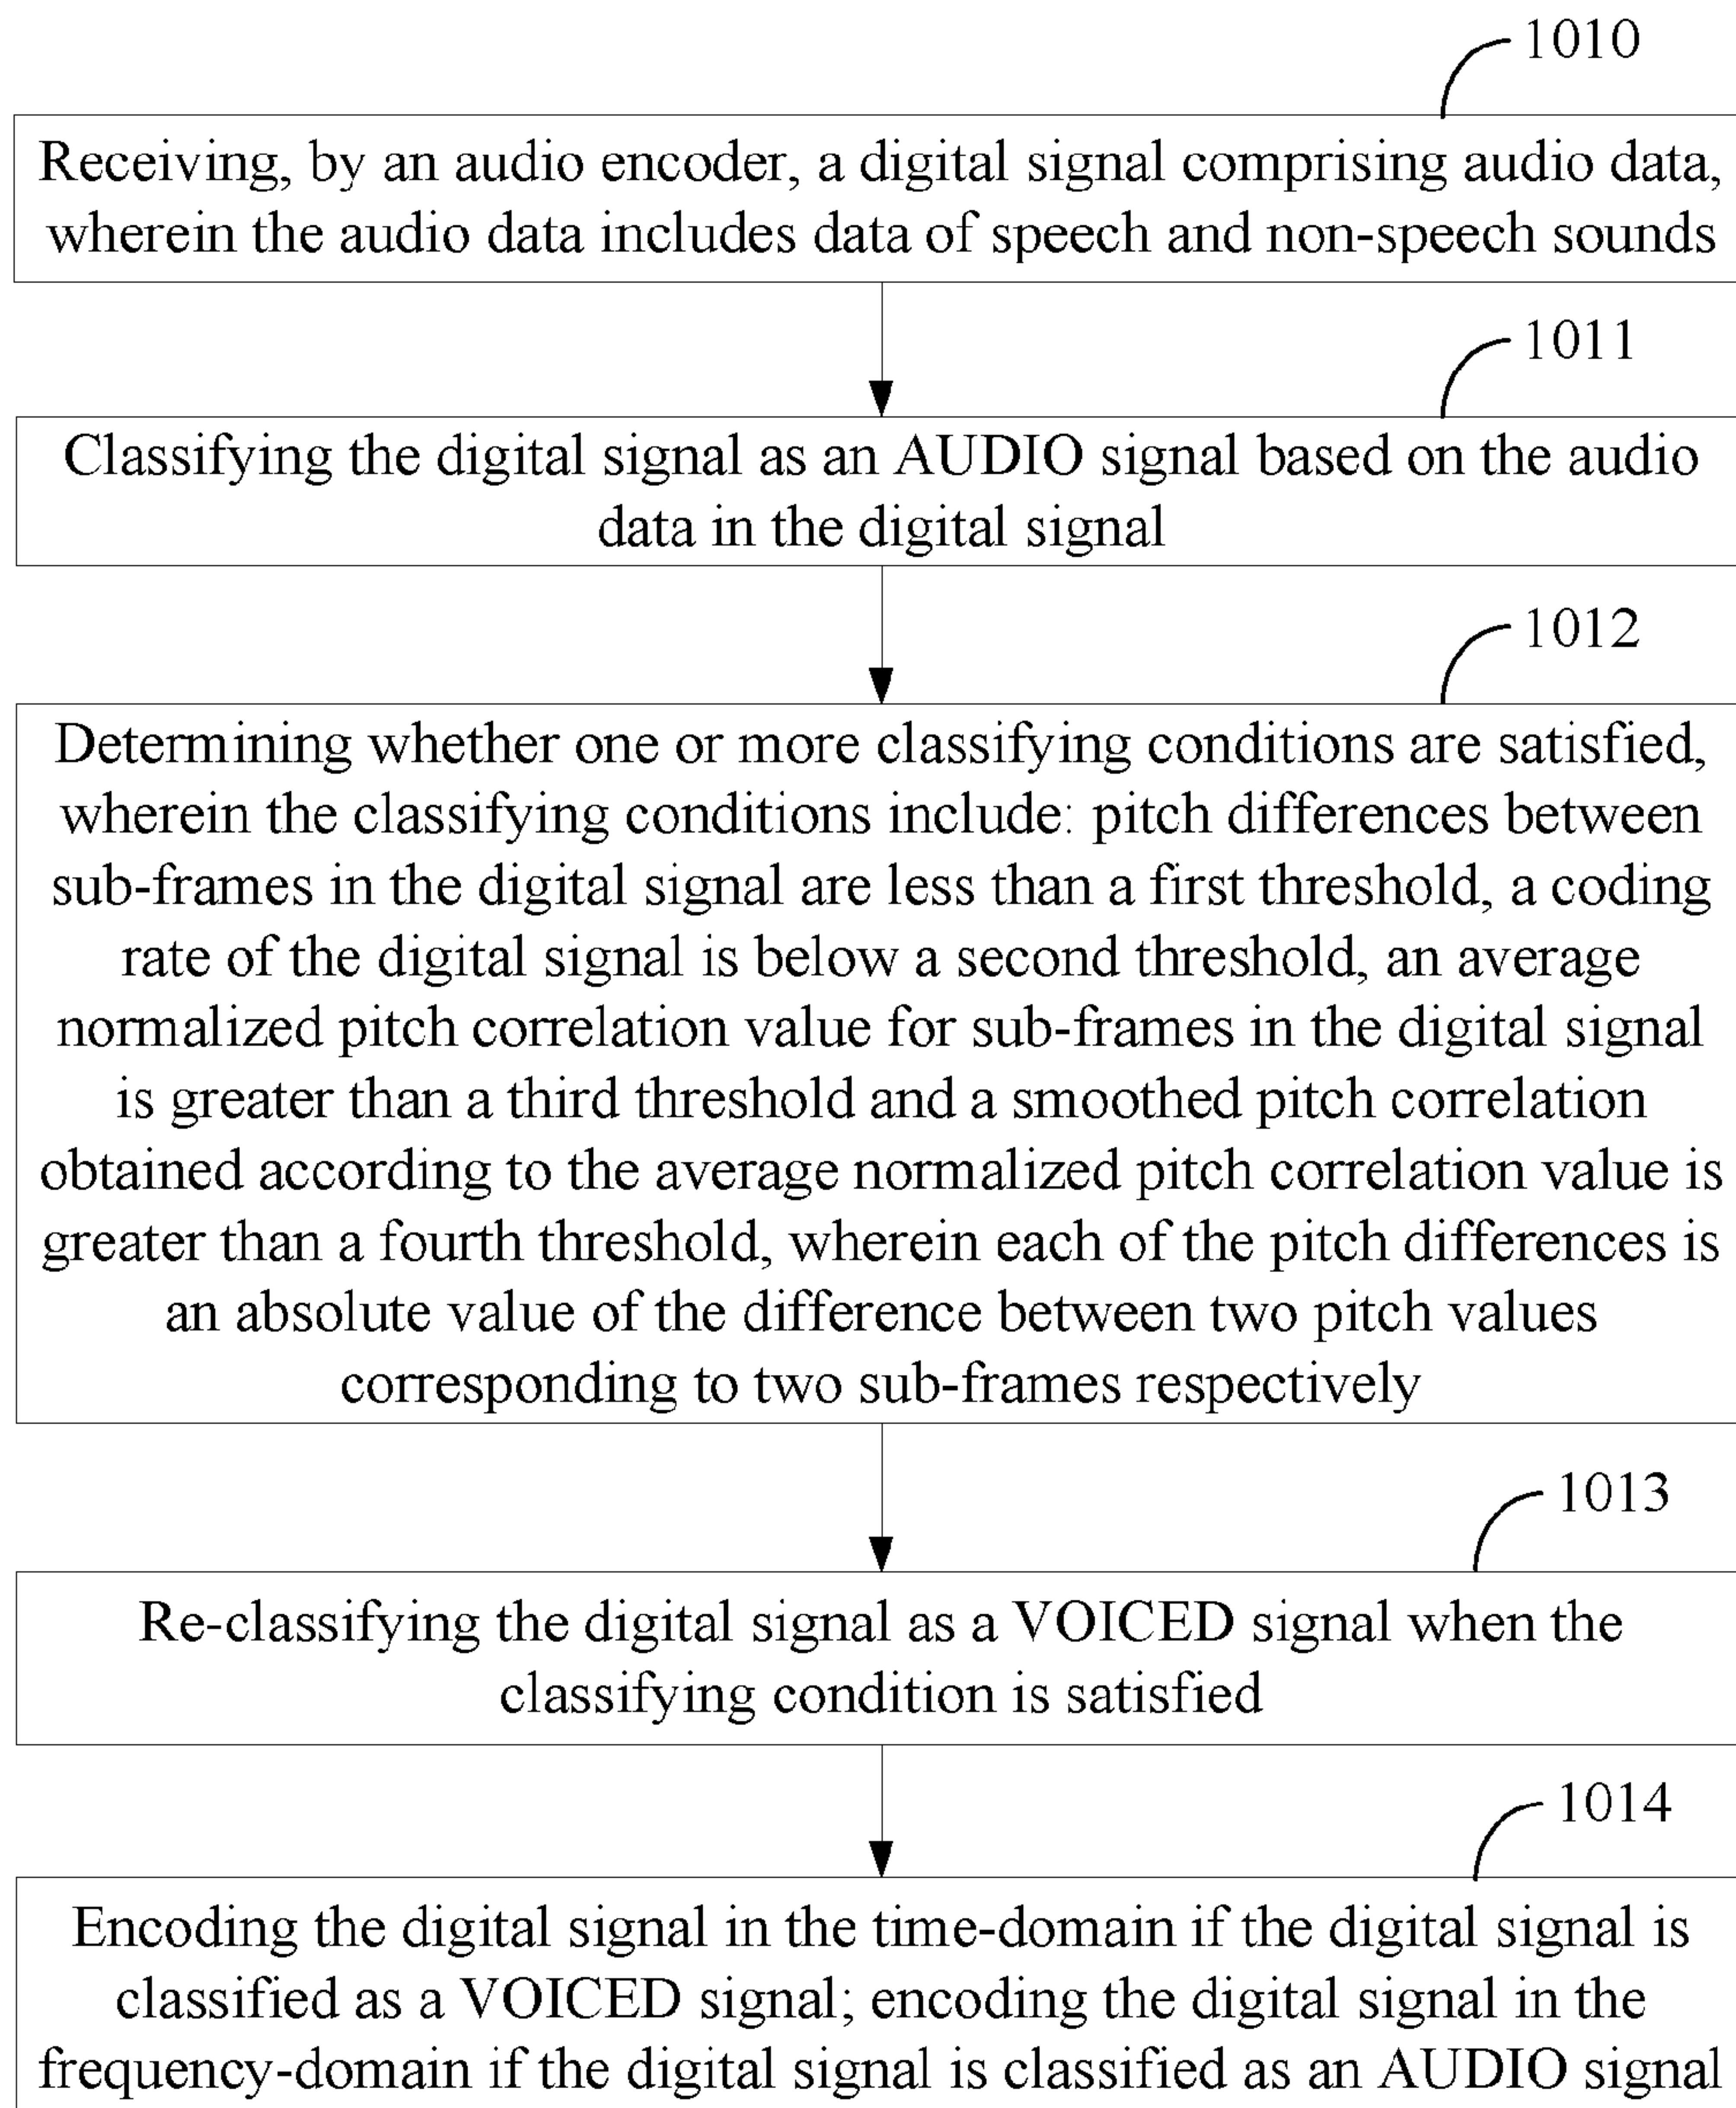 1010
Receiving, by an audio encoder, a digital signal comprising audio data,
wherein the audio data includes data of speech and non-speech sounds
1011
Classifying the digital signal as an AUDIO signal based on the audio
data in the digital signal
1012
Determining whether one or more classifying conditions are satisfied,
wherein the classifying conditions include: pitch differences between
sub-frames in the digital signal are less than a first threshold, a coding
rate of the digital signal is below a second threshold, an average
normalized pitch correlation value for sub-frames in the digital signal
is greater than a third threshold and a smoothed pitch correlation
obtained according to the average normalized pitch correlation value is
greater than a fourth threshold, wherein each of the pitch differences is
an absolute value of the difference between two pitch values
corresponding to two sub-frames respectively
1013
Re-classifying the digital signal as a VOICED signal when the
classifying condition is satisfied
1014
Encoding the digital signal in the time-domain if the digital signal is
classified as a VOICED signal; encoding the digital signal in the
frequency-domain if the digital signal is classified as an AUDIO signal